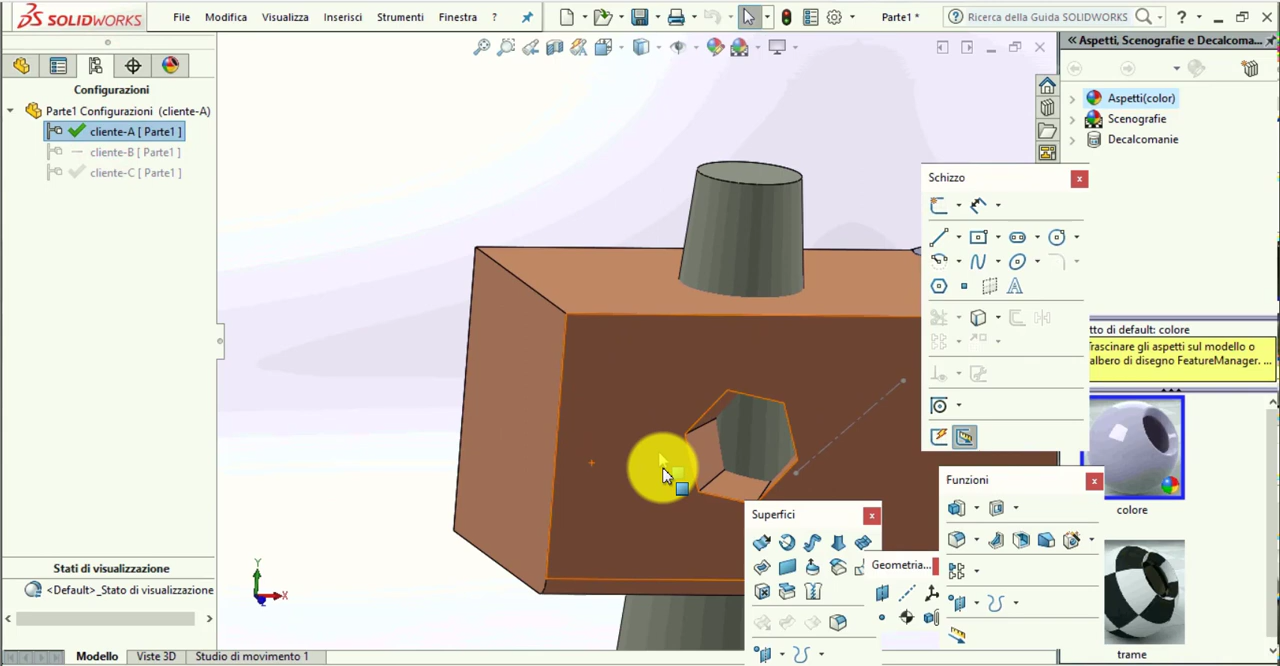 SOLIDWORKS
File
Modifica
Visualizza
Inserisci
Strumenti
Finestra
?
Parte1 *
Ricerca della Guida SOLIDWORKS
?
Configurazioni
Parte1 Configurazioni (cliente-A)
cliente-A [ Parte1 ]
cliente-B [ Parte1 ]
cliente-C [ Parte1 ]
Stati di visualizzazione
<Default>_Stato di visualizzazione
Modello
Viste 3D
Studio di movimento 1
Y
X
Z
Schizzo
Superfici
Geometria...
Funzioni
Aspetti, Scenografie e Decalcoma...
Aspetti(color)
Scenografie
Decalcomanie
tto di default: colore
Trascinare gli aspetti sul modello o
albero di disegno FeatureManager. ...
colore
trame